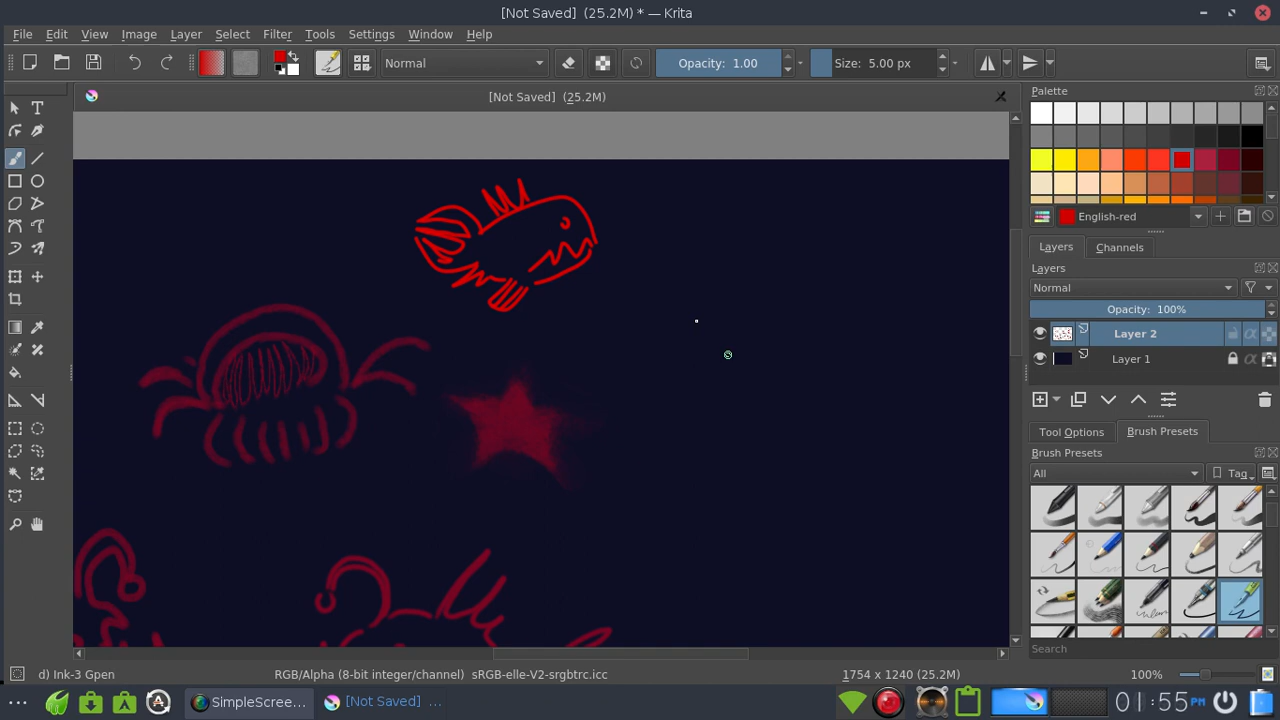 [Not Saved]  (25.2M) * — Krita
File Edit View Image Layer Select Filter Tools Settings Window Help
Normal Opacity: 1.00 Size: 5.00 px
[Not Saved]  (25.2M)
Palette
English-red
Layers Channels
Layers
Normal
Opacity: 100%
Layer 2
Layer 1
Tool Options Brush Presets
Brush Presets
All Tag
Search
d) Ink-3 Gpen RGB/Alpha (8-bit integer/channel)  sRGB-elle-V2-srgbtrc.icc 1754 x 1240 (25.2M) 100%
SimpleScree... [Not Saved]  ... 01:55PM